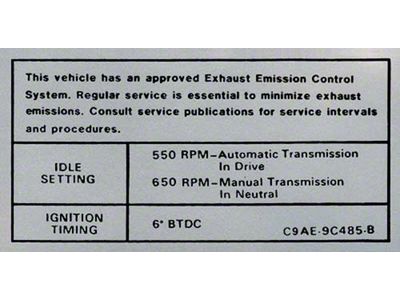 This vehicle has an approved Exhaust Emission Control
System. Regular service is essential to minimize exhaust
emissions. Consult service publications for service intervals
and procedures.
IDLE
SETTING
550 RPM–Automatic Transmission
In Drive
650 RPM–Manual Transmission
In Neutral
IGNITION
TIMING
6° BTDC
C9AE-9C485-B